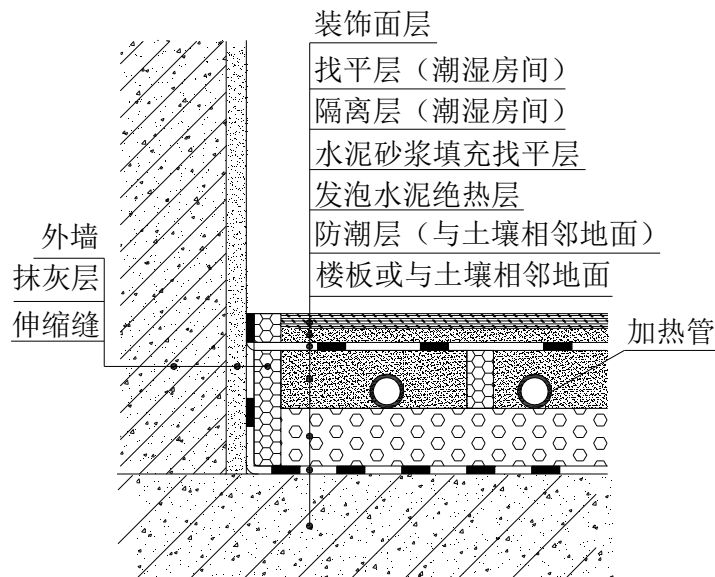 装饰面层
找平层（潮湿房间）
隔离层（潮湿房间）
水泥砂浆填充找平层
发泡水泥绝热层
防潮层（与土壤相邻地面）
楼板或与土壤相邻地面
外墙
抹灰层
伸缩缝
加热管